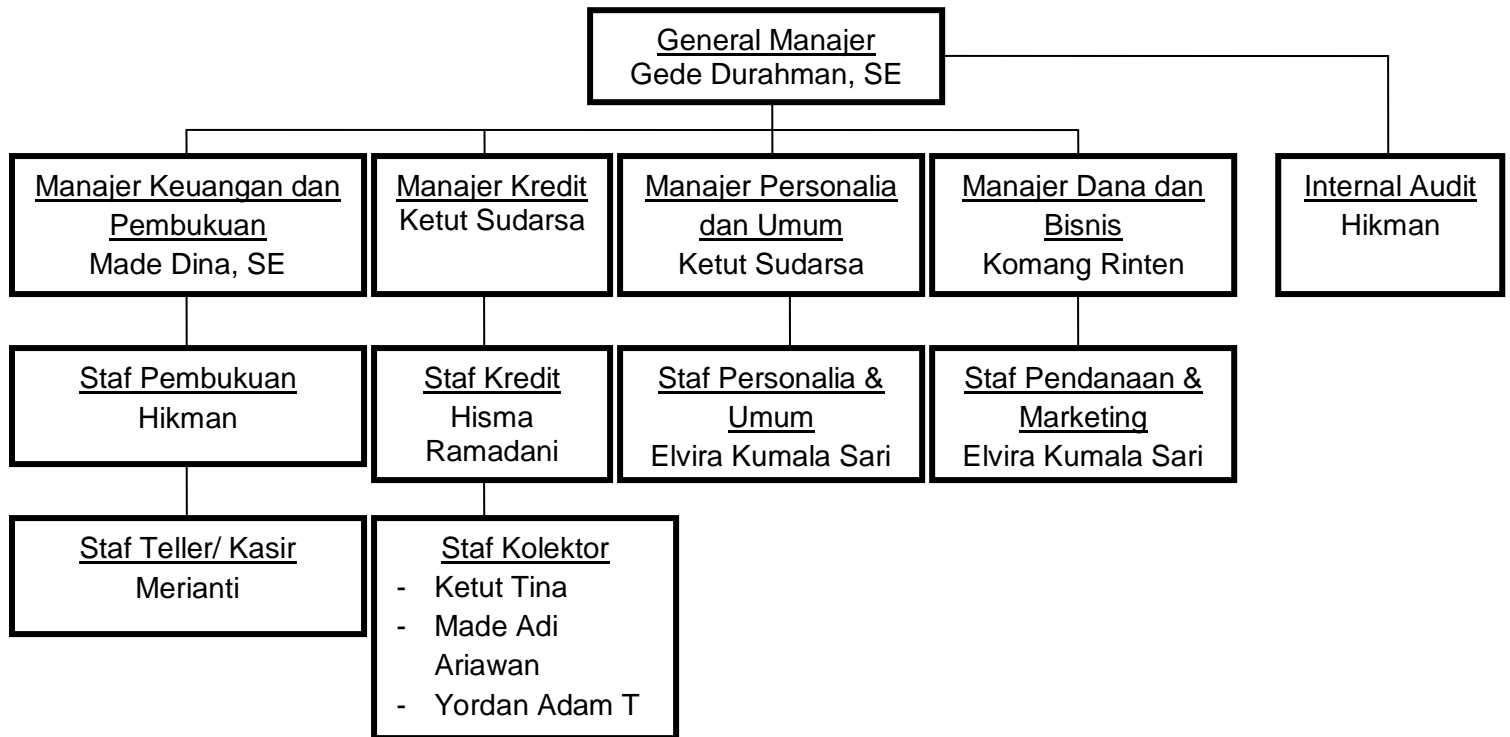 General Manajer
Gede Durahman, SE
Manajer Keuangan dan
Pembukuan
Made Dina, SE
Manajer Kredit
Ketut Sudarsa
Manajer Personalia
dan Umum
Ketut Sudarsa
Manajer Dana dan
Bisnis
Komang Rinten
Internal Audit
Hikman
Staf Pembukuan
Hikman
Staf Kredit
Hisma
Ramadani
Staf Personalia &
Umum
Elvira Kumala Sari
Staf Pendanaan &
Marketing
Elvira Kumala Sari
Staf Teller/ Kasir
Merianti
Staf Kolektor
- Ketut Tina
- Made Adi
Ariawan
- Yordan Adam T